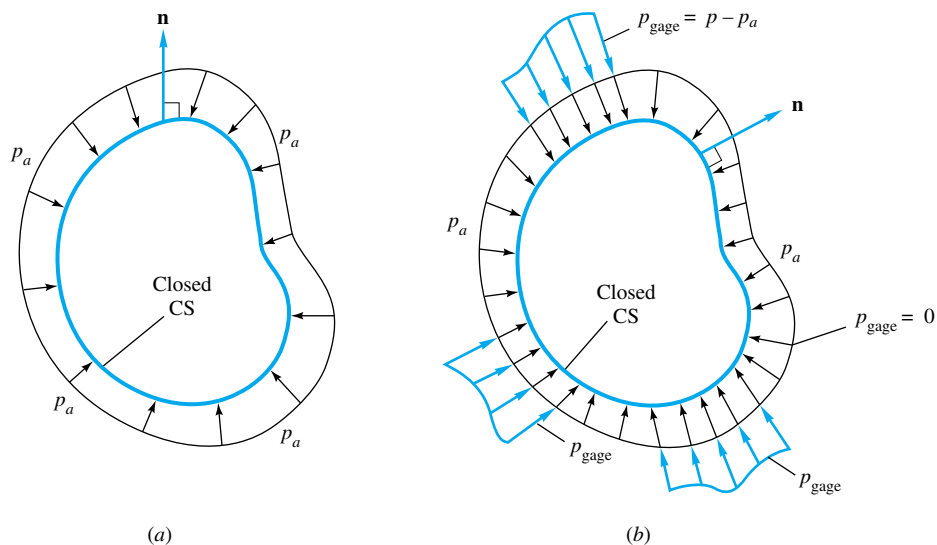 n
p_a
p_a
Closed
CS
p_a
p_a
(a)
p_gage = p – p_a
n
p_a
p_a
Closed
CS
p_gage = 0
p_gage
p_gage
(b)